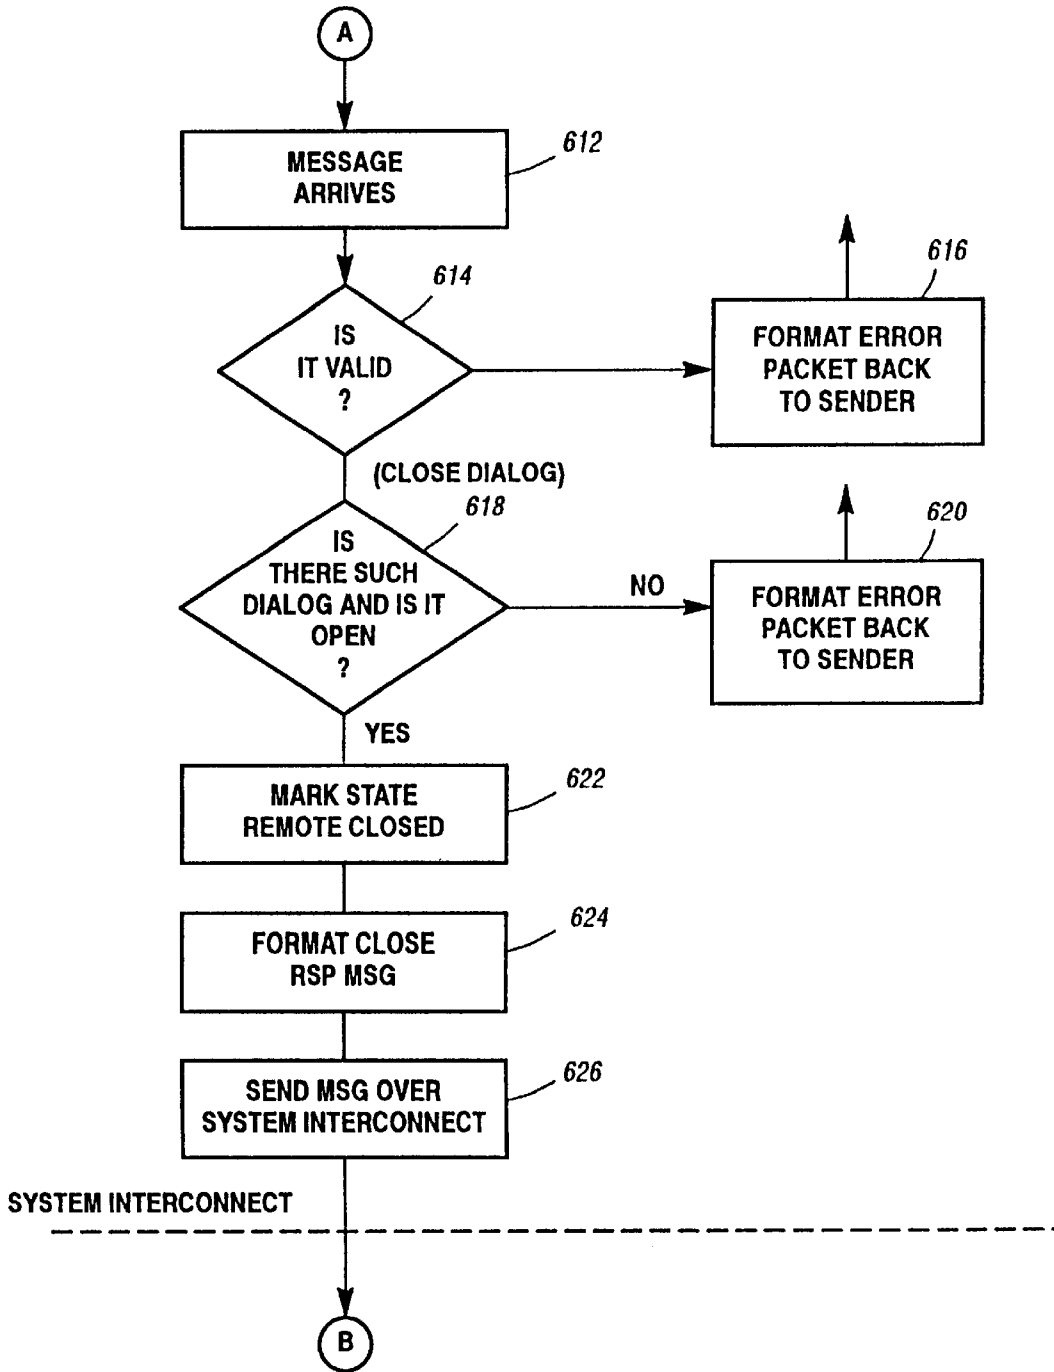 A
MESSAGE
ARRIVES
612
614
IS
IT VALID
?
616
FORMAT ERROR
PACKET BACK
TO SENDER
(CLOSE DIALOG)
618
IS
THERE SUCH
DIALOG AND IS IT
OPEN
?
NO
620
FORMAT ERROR
PACKET BACK
TO SENDER
YES
MARK STATE
REMOTE CLOSED
622
FORMAT CLOSE
RSP MSG
624
SEND MSG OVER
SYSTEM INTERCONNECT
626
SYSTEM INTERCONNECT
B